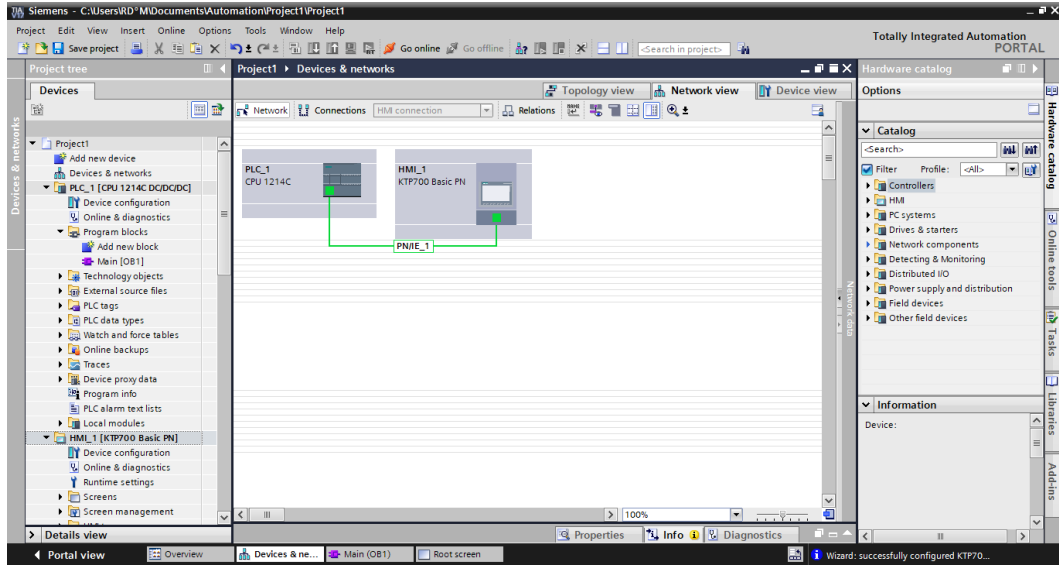 Siemens - C:\Users\RD°M\Documents\Automation\Project1\Project1
Project Edit View Insert Online Options Tools Window Help
Totally Integrated Automation
PORTAL
Save project
Go online
Go offline
<Search in project>
Project tree
Project1 Devices & networks
Hardware catalog
Devices
Topology view
Network view
Device view
Options
Network
Connections
HMI connection
Relations
Devices & networks
Project1
Add new device
Devices & networks
PLC_1 [CPU 1214C DC/DC/DC]
Device configuration
Online & diagnostics
Program blocks
Add new block
Main [OB1]
Technology objects
External source files
PLC tags
PLC data types
Watch and force tables
Online backups
Traces
Device proxy data
Program info
PLC alarm text lists
Local modules
HMI_1 [KTP700 Basic PN]
Device configuration
Online & diagnostics
Runtime settings
Screens
Screen management
Details view
PLC_1
CPU 1214C
HMI_1
KTP700 Basic PN
PN/IE_1
Network data
100%
Properties
Info
Diagnostics
Catalog
<Search>
Filter Profile: <All>
Controllers
HMI
PC systems
Drives & starters
Network components
Detecting & Monitoring
Distributed I/O
Power supply and distribution
Field devices
Other field devices
Information
Device:
Hardware catalog
Online tools
Tasks
Libraries
Add-ins
Portal view
Overview
Devices & ne...
Main (OB1)
Root screen
Wizard: successfully configured KTP70...